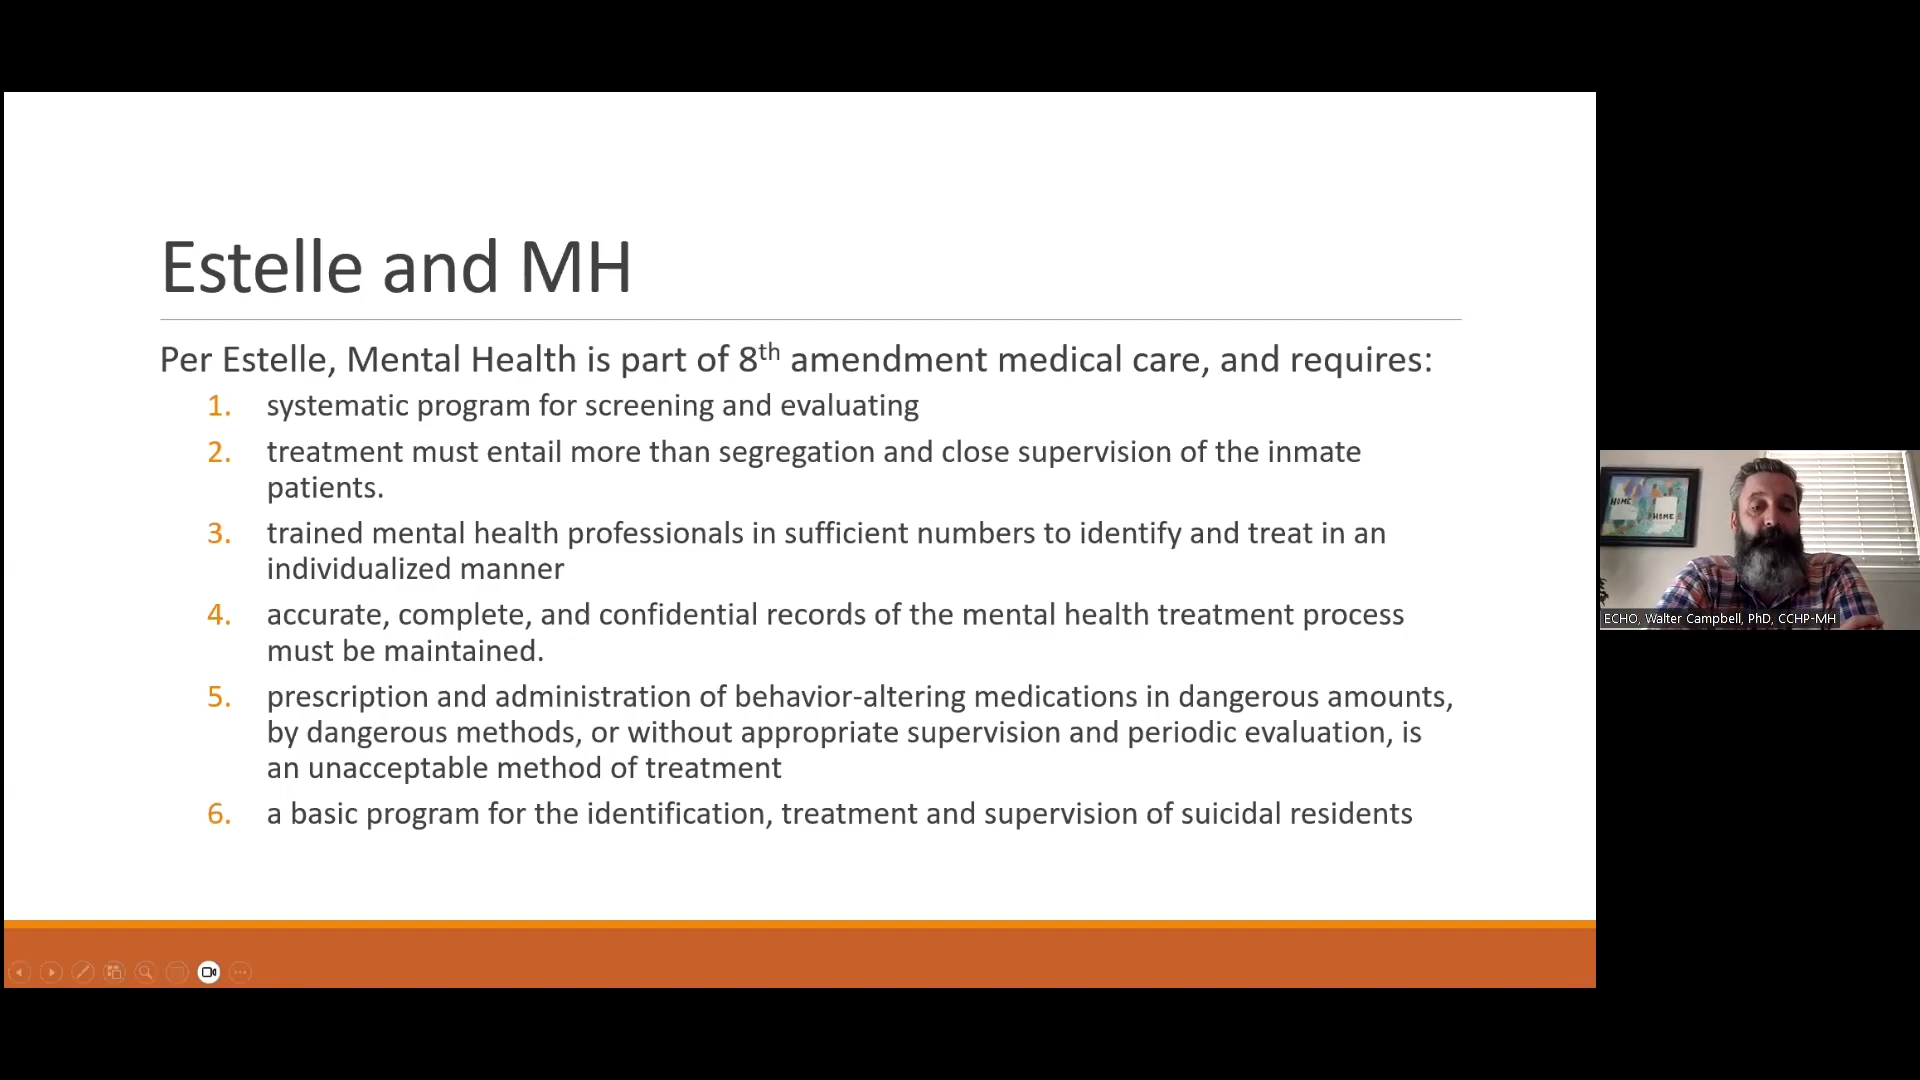 Estelle and MH
Per Estelle, Mental Health is part of 8th amendment medical care, and requires:
1. systematic program for screening and evaluating
2. treatment must entail more than segregation and close supervision of the inmate
patients.
3. trained mental health professionals in sufficient numbers to identify and treat in an
individualized manner
4. accurate, complete, and confidential records of the mental health treatment process
must be maintained.
5. prescription and administration of behavior-altering medications in dangerous amounts,
by dangerous methods, or without appropriate supervision and periodic evaluation, is
an unacceptable method of treatment
6. a basic program for the identification, treatment and supervision of suicidal residents
HOME
HOME
ECHO, Walter Campbell, PhD, CCHP-MH